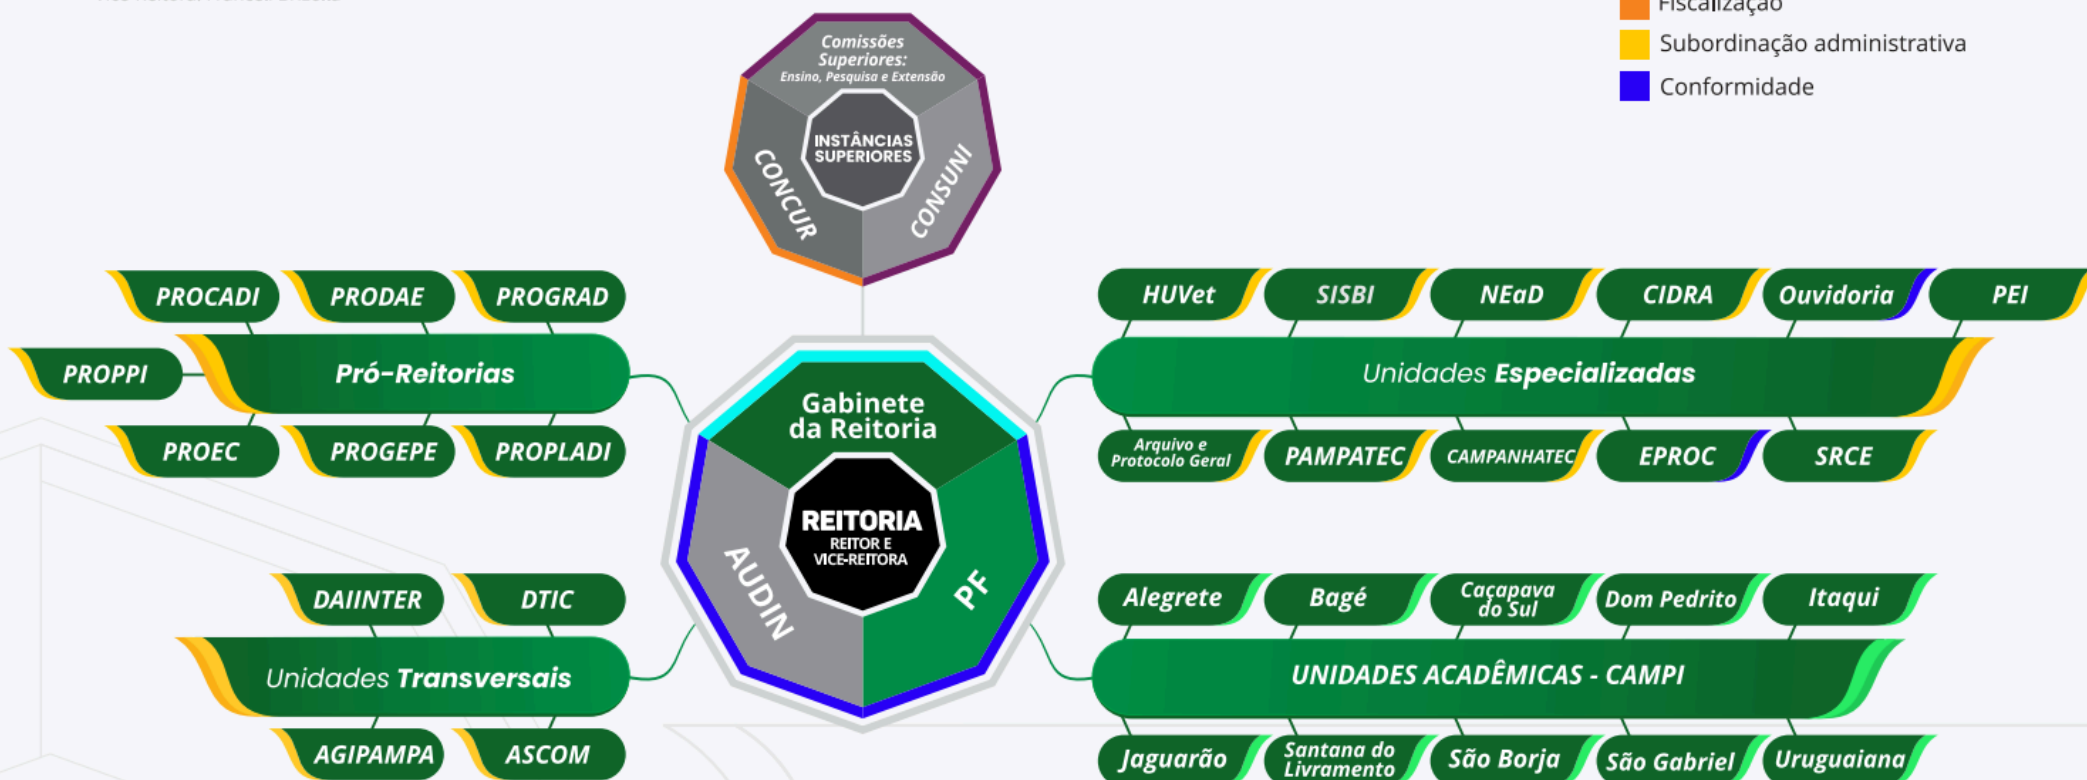 Fiscalização
Subordinação administrativa
Conformidade
Comissões
Superiores:
Ensino, Pesquisa e Extensão
INSTÂNCIAS
SUPERIORES
CONCUR
CONSUNI
PROCADI
PRODAE
PROGRAD
PROPPI
Pró-Reitorias
PROEC
PROGEPE
PROPLADI
HUVet
SISBI
NEaD
CIDRA
Ouvidoria
PEI
Unidades Especializadas
Arquivo e
Protocolo Geral
PAMPATEC
CAMPANHATEC
EPROC
SRCE
Gabinete
da Reitoria
REITORIA
REITOR E
VICE-REITORA
AUDIN
PF
DAIINTER
DTIC
Unidades Transversais
AGIPAMPA
ASCOM
Alegrete
Bagé
Caçapava
do Sul
Dom Pedrito
Itaqui
UNIDADES ACADÊMICAS - CAMPI
Jaguarão
Santana do
Livramento
São Borja
São Gabriel
Uruguaiana